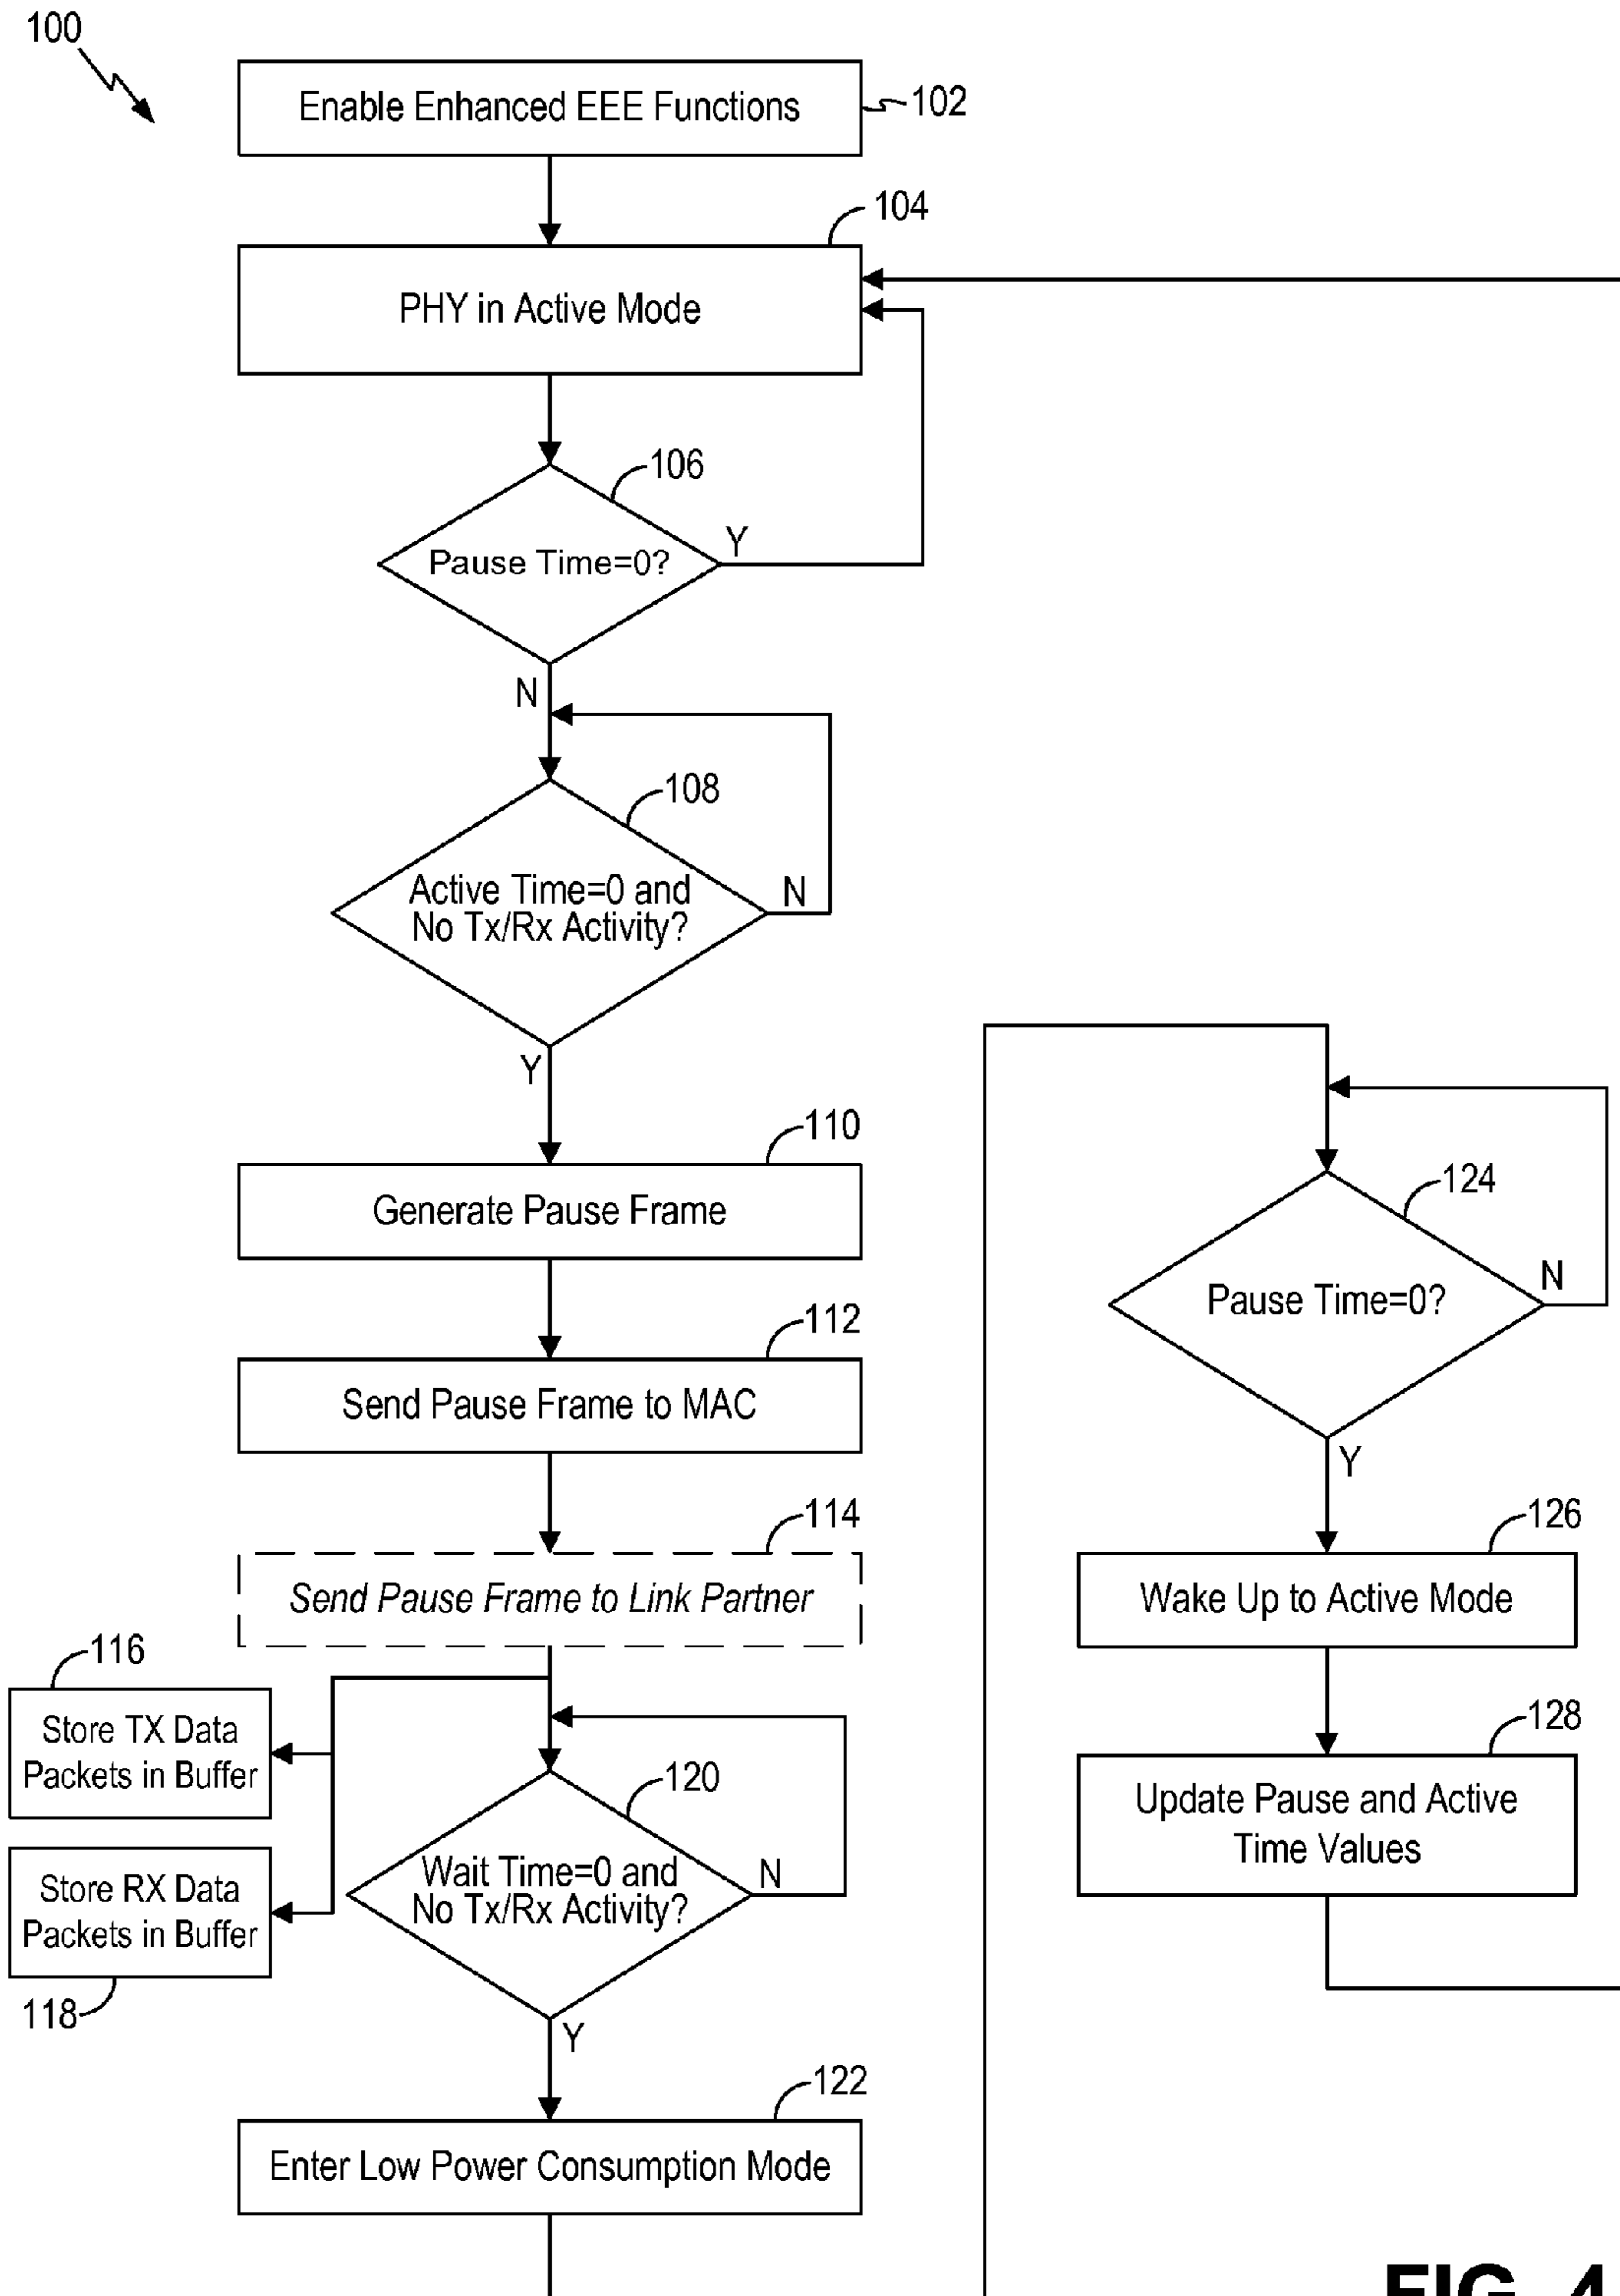 100
Enable Enhanced EEE Functions
102
104
PHY in Active Mode
106
Pause Time=0?
Y
N
108
Active Time=0 and
No Tx/Rx Activity?
N
Y
110
Generate Pause Frame
112
Send Pause Frame to MAC
114
Send Pause Frame to Link Partner
116
Store TX Data
Packets in Buffer
Store RX Data
Packets in Buffer
118
120
Wait Time=0 and
No Tx/Rx Activity?
N
Y
122
Enter Low Power Consumption Mode
124
Pause Time=0?
N
Y
126
Wake Up to Active Mode
128
Update Pause and Active
Time Values
FIG. 4